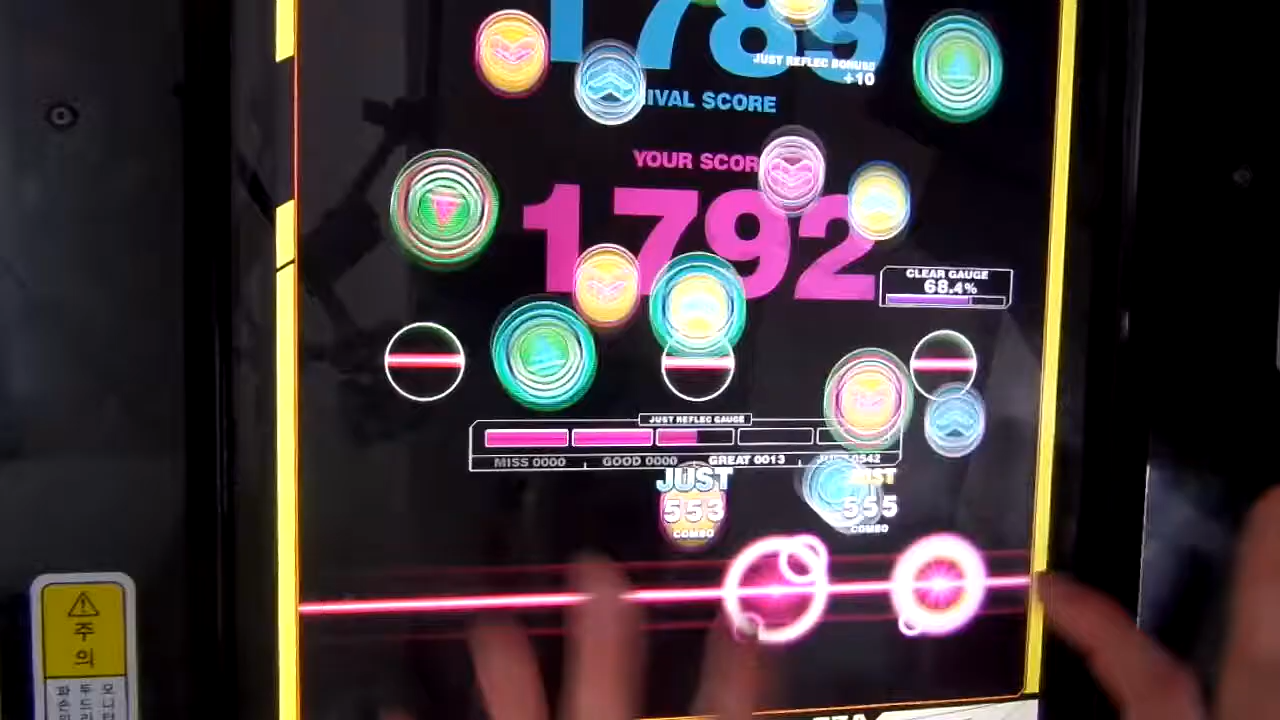 1789
JUST REFLEC BONUS
+10
IVAL SCORE
YOUR SCOR
1792
CLEAR GAUGE
68.4%
JUST REFLEC GAUGE
MISS 0000 GOOD 0000 GREAT 0013 0542
JUST
553
COMBO
555
COMBO
주
의